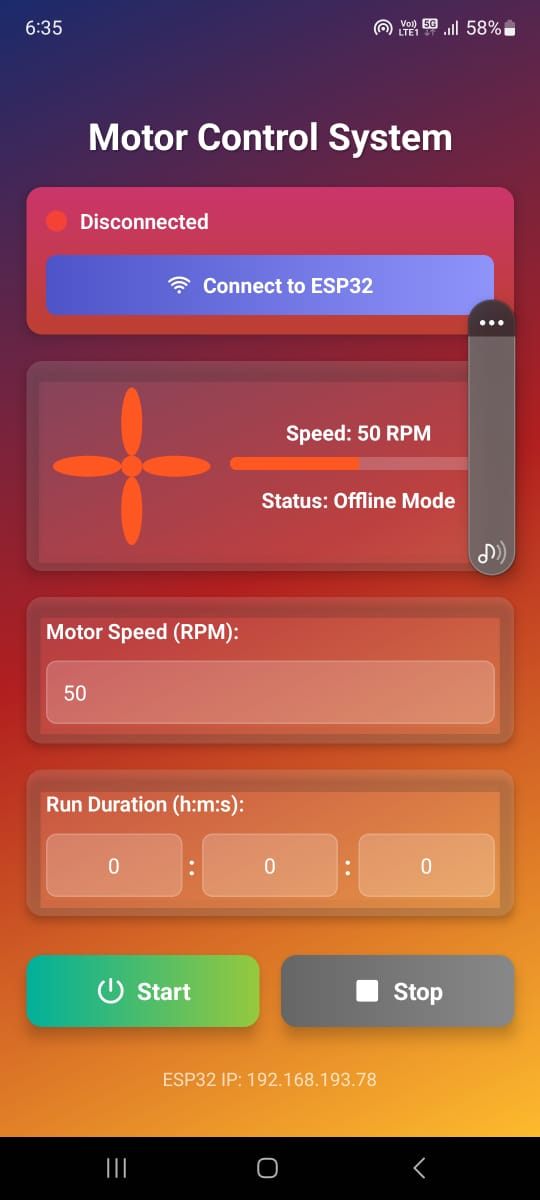 6:35 Vo)) LTE1 5G 58%
Motor Control System
Disconnected
Connect to ESP32
Speed: 50 RPM
Status: Offline Mode
Motor Speed (RPM):
50
Run Duration (h:m:s):
0 : 0 : 0
Start Stop
ESP32 IP: 192.168.193.78